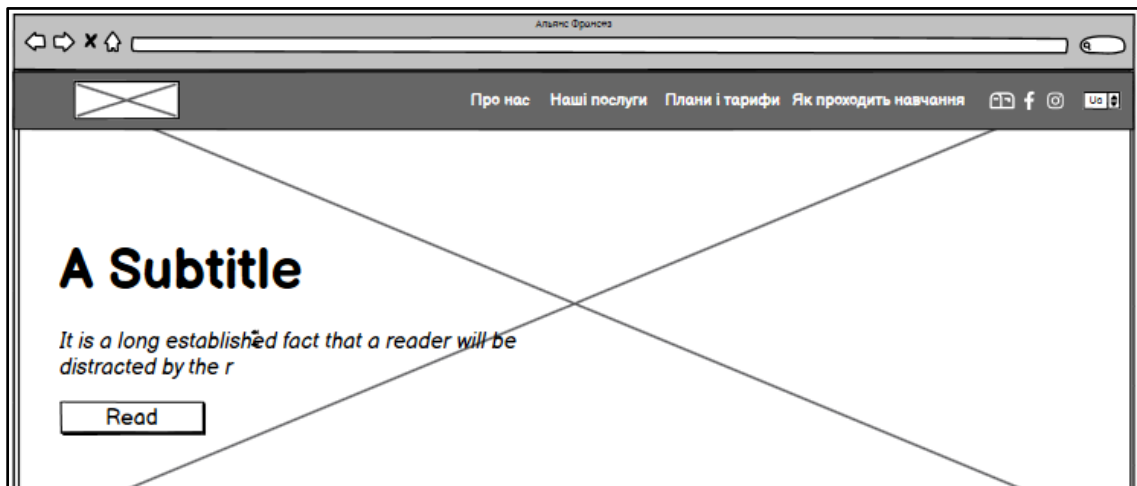 Альянс Франсез
Про нас Наші послуги Плани і тарифи Як проходить навчання Ua
A Subtitle
It is a long established fact that a reader will be
distracted by the r
Read